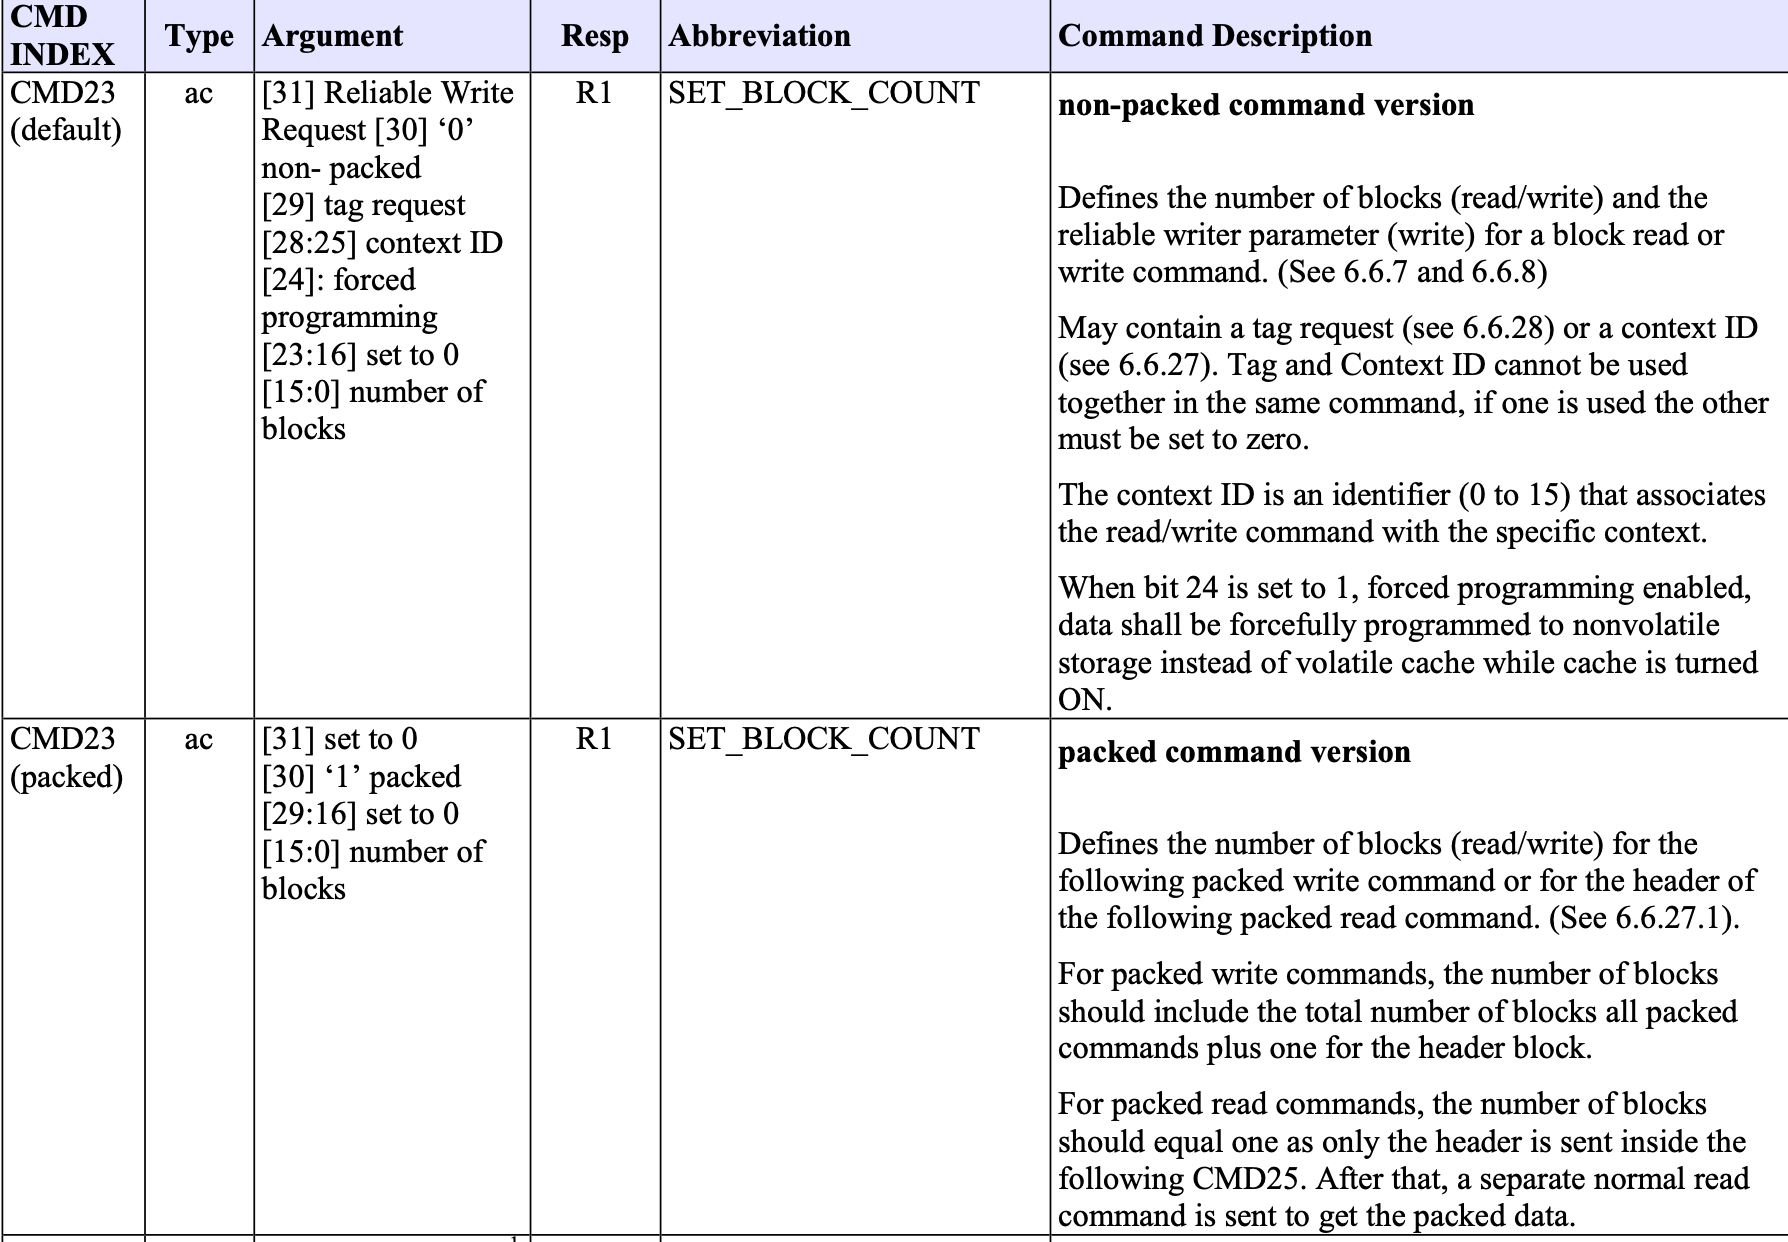 CMD INDEX Type Argument Resp Abbreviation Command Description
CMD23
(default)
ac
[31] Reliable Write
Request [30] ‘0’
non- packed
[29] tag request
[28:25] context ID
[24]: forced
programming
[23:16] set to 0
[15:0] number of
blocks
R1
SET_BLOCK_COUNT
non-packed command version
Defines the number of blocks (read/write) and the
reliable writer parameter (write) for a block read or
write command. (See 6.6.7 and 6.6.8)
May contain a tag request (see 6.6.28) or a context ID
(see 6.6.27). Tag and Context ID cannot be used
together in the same command, if one is used the other
must be set to zero.
The context ID is an identifier (0 to 15) that associates
the read/write command with the specific context.
When bit 24 is set to 1, forced programming enabled,
data shall be forcefully programmed to nonvolatile
storage instead of volatile cache while cache is turned
ON.
CMD23
(packed)
ac
[31] set to 0
[30] ‘1’ packed
[29:16] set to 0
[15:0] number of
blocks
R1
SET_BLOCK_COUNT
packed command version
Defines the number of blocks (read/write) for the
following packed write command or for the header of
the following packed read command. (See 6.6.27.1).
For packed write commands, the number of blocks
should include the total number of blocks all packed
commands plus one for the header block.
For packed read commands, the number of blocks
should equal one as only the header is sent inside the
following CMD25. After that, a separate normal read
command is sent to get the packed data.